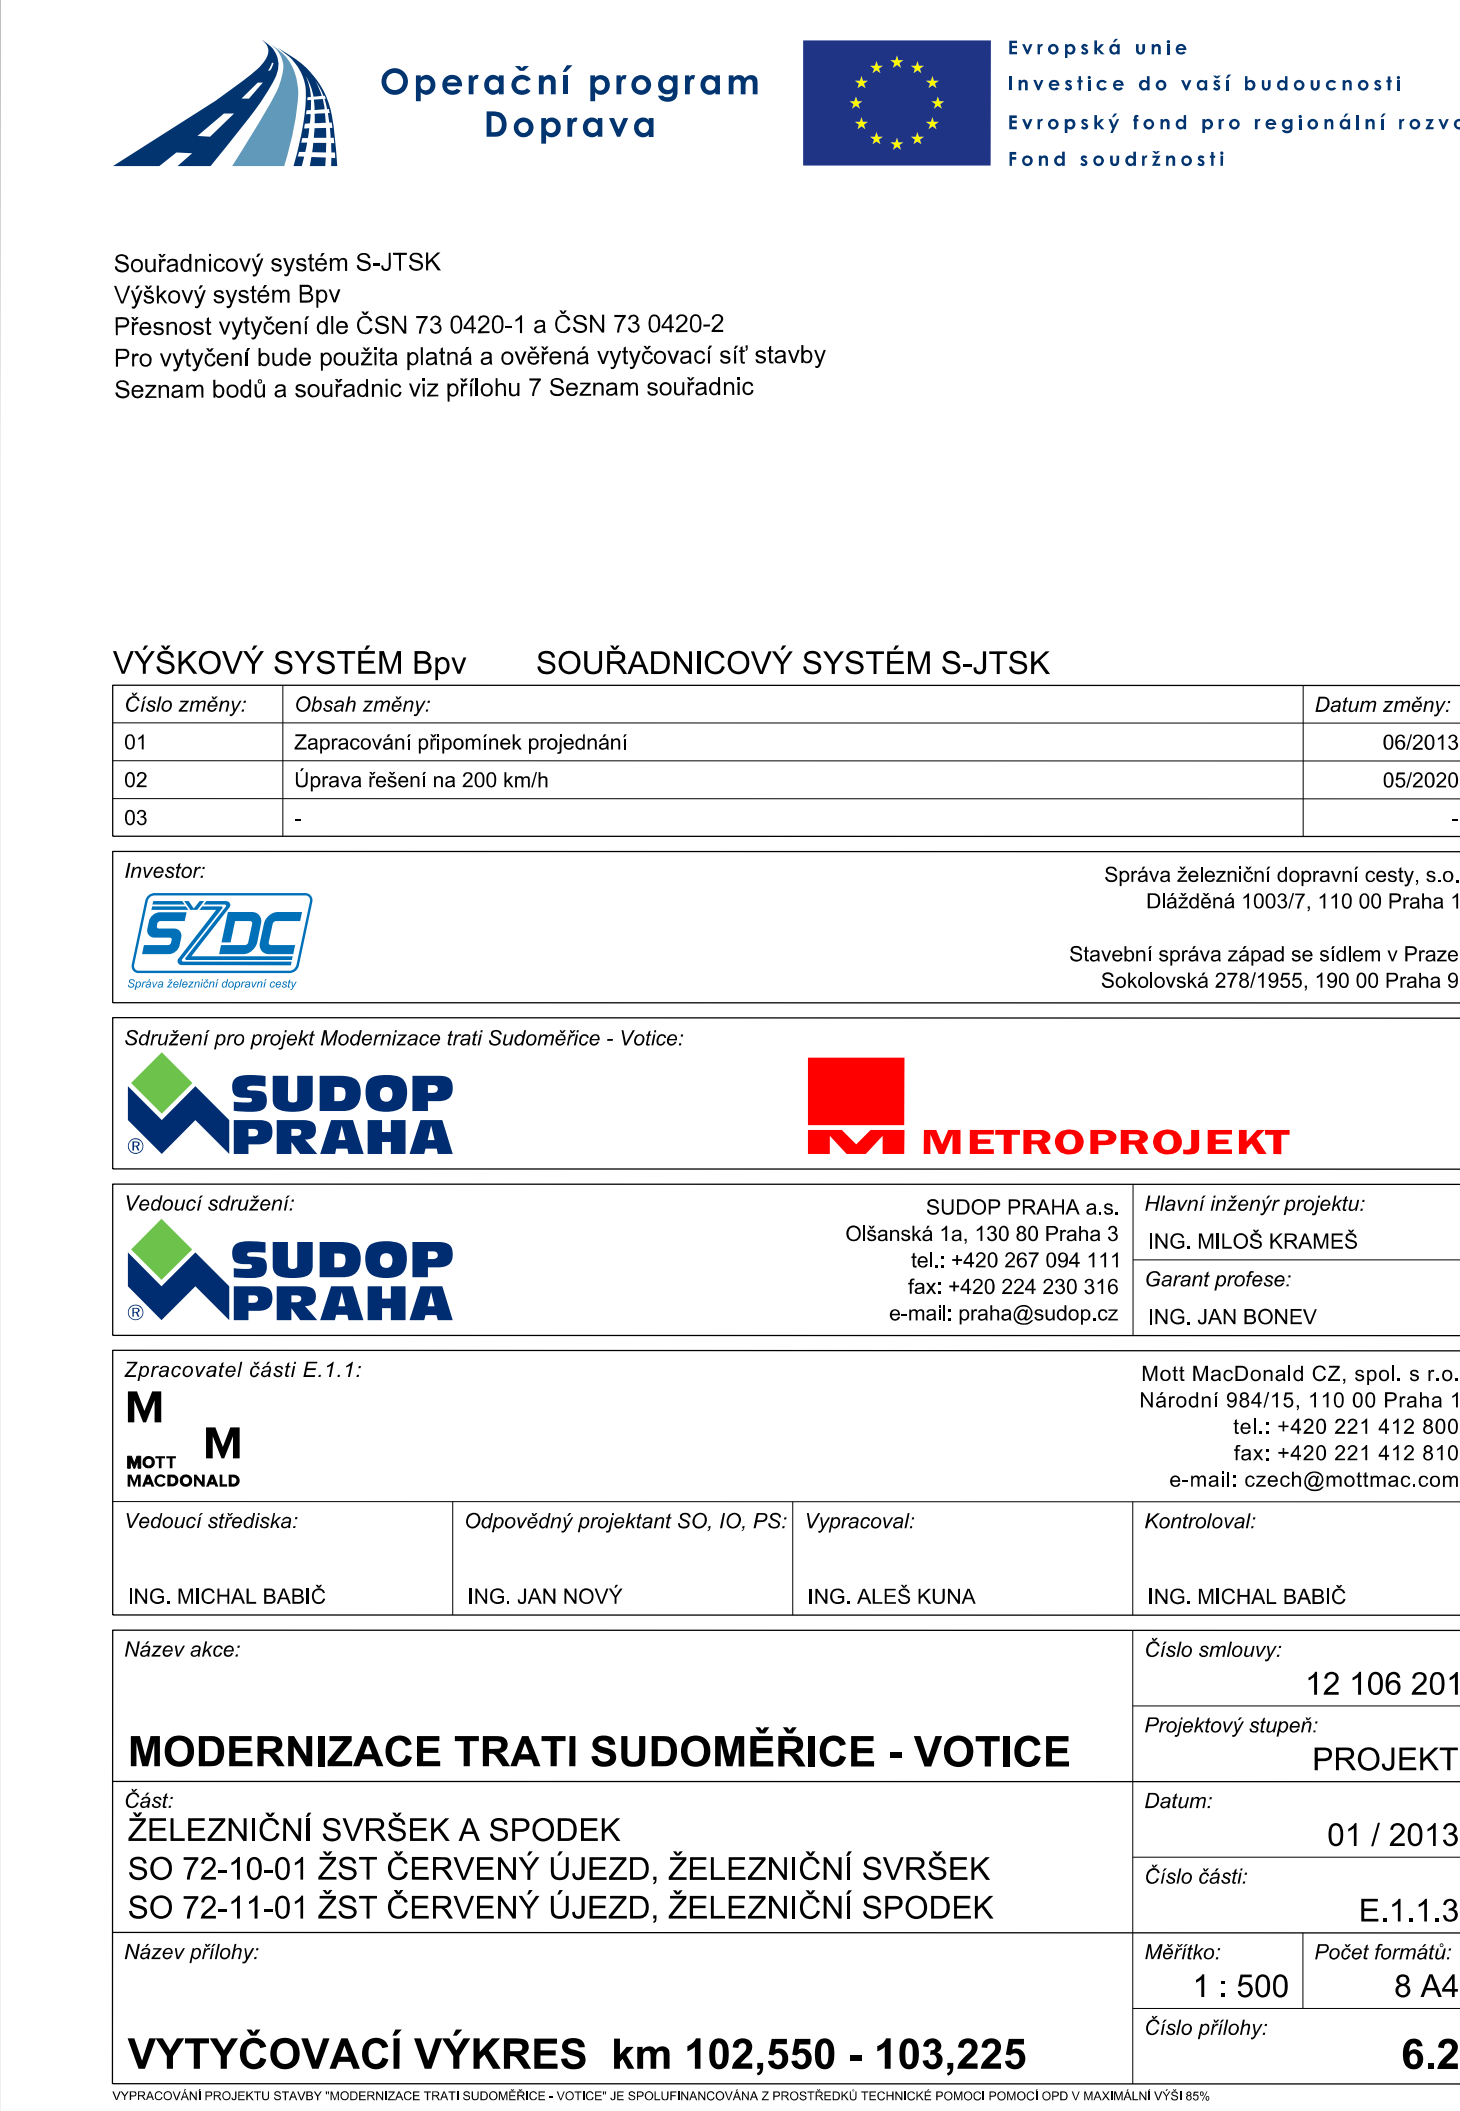 Operační program
Doprava
Evropská unie
Investice do vaší budoucnosti
Evropský fond pro regionální
Fond soudržnosti
Souřadnicový systém S-JTSK
Výškový systém Bpv
Přesnost vytyčení dle ČSN 73 0420-1 a ČSN 73 0420-2
Pro vytyčení bude použita platná a ověřená vytyčovací síť stavby
Seznam bodů a souřadnic viz přílohu 7 Seznam souřadnic
VÝŠKOVÝ SYSTÉM Bpv SOUŘADNICOVÝ SYSTÉM S-JTSK
Číslo změny: Obsah změny: Datum změny:
01 Zapracování připomínek projednání 06/2013
02 Úprava řešení na 200 km/h 05/2020
03 - -
Investor:
SŽDC
Správa železniční dopravní cesty
Správa železniční dopravní cesty, s.o.
Dlážděná 1003/7, 110 00 Praha 1
Stavební správa západ se sídlem v Praze
Sokolovská 278/1955, 190 00 Praha 9
Sdružení pro projekt Modernizace trati Sudoměřice - Votice:
SUDOP
PRAHA
®
METROPROJEKT
Vedoucí sdružení:
SUDOP
PRAHA
®
SUDOP PRAHA a.s.
Olšanská 1a, 130 80 Praha 3
tel.: +420 267 094 111
fax: +420 224 230 316
e-mail: praha@sudop.cz
Hlavní inženýr projektu:
ING. MILOŠ KRAMEŠ
Garant profese:
ING. JAN BONEV
Zpracovatel části E.1.1:
M
M
MOTT
MACDONALD
Mott MacDonald CZ, spol. s r.o.
Národní 984/15, 110 00 Praha 1
tel.: +420 221 412 800
fax: +420 221 412 810
e-mail: czech@mottmac.com
Vedoucí střediska: Odpovědný projektant SO, IO, PS: Vypracoval: Kontroloval:
ING. MICHAL BABIČ ING. JAN NOVÝ ING. ALEŠ KUNA ING. MICHAL BABIČ
Název akce:
MODERNIZACE TRATI SUDOMĚŘICE - VOTICE
Číslo smlouvy:
12 106 201
Projektový stupeň:
PROJEKT
Část:
ŽELEZNIČNÍ SVRŠEK A SPODEK
SO 72-10-01 ŽST ČERVENÝ ÚJEZD, ŽELEZNIČNÍ SVRŠEK
SO 72-11-01 ŽST ČERVENÝ ÚJEZD, ŽELEZNIČNÍ SPODEK
Datum:
01 / 2013
Číslo části:
E.1.1.3
Název přílohy:
VYTYČOVACÍ VÝKRES km 102,550 - 103,225
Měřítko: Počet formátů:
1 : 500 8 A4
Číslo přílohy:
6.2
VYPRACOVÁNÍ PROJEKTU STAVBY "MODERNIZACE TRATI SUDOMĚŘICE - VOTICE" JE SPOLUFINANCOVÁNA Z PROSTŘEDKŮ TECHNICKÉ POMOCI POMOCÍ OPD V MAXIMÁLNÍ VÝŠI 85%